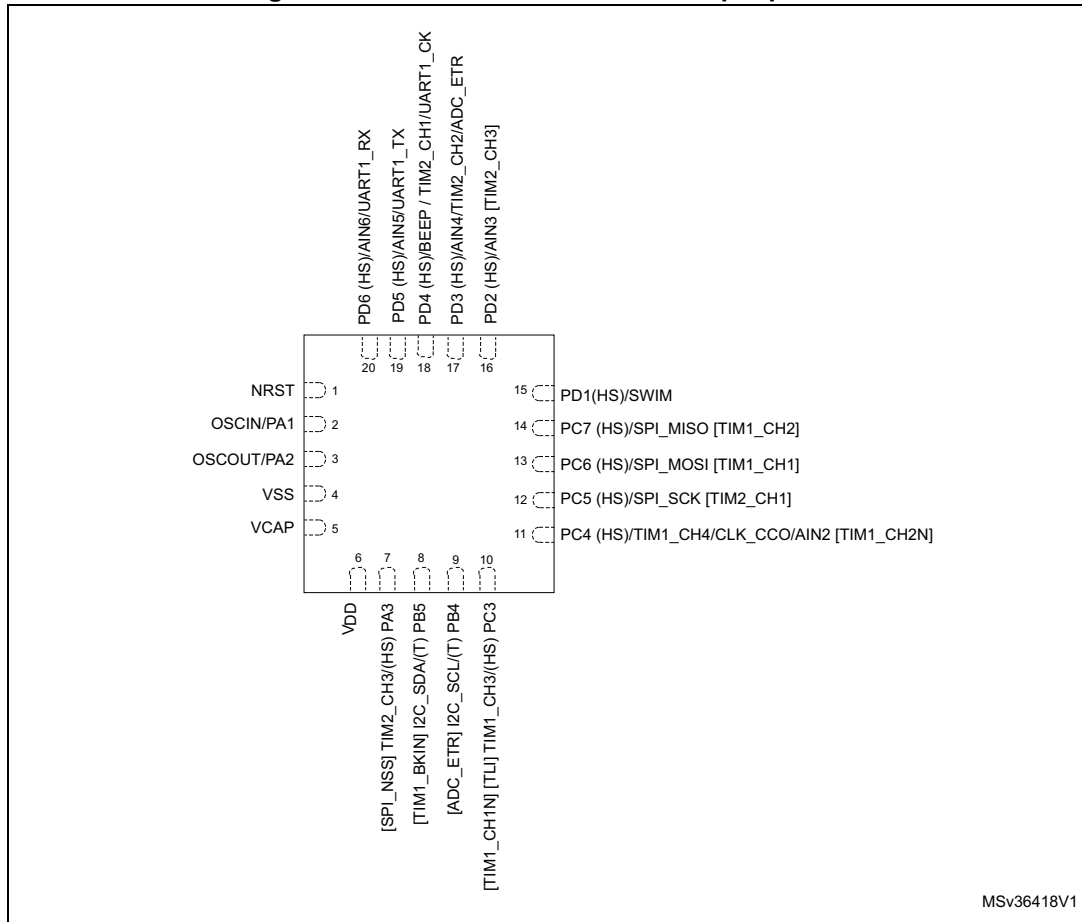 PD6 (HS)/AIN6/UART1_RX
PD5 (HS)/AIN5/UART1_TX
PD4 (HS)/BEEP / TIM2_CH1/UART1_CK
PD3 (HS)/AIN4/TIM2_CH2/ADC_ETR
PD2 (HS)/AIN3 [TIM2_CH3]
20 19 18 17 16
NRST 1
OSCIN/PA1 2
OSCOUT/PA2 3
VSS 4
VCAP 5
15 PD1(HS)/SWIM
14 PC7 (HS)/SPI_MISO [TIM1_CH2]
13 PC6 (HS)/SPI_MOSI [TIM1_CH1]
12 PC5 (HS)/SPI_SCK [TIM2_CH1]
11 PC4 (HS)/TIM1_CH4/CLK_CCO/AIN2 [TIM1_CH2N]
6 7 8 9 10
VDD
[SPI_NSS] TIM2_CH3/(HS) PA3
[TIM1_BKIN] I2C_SDA/(T) PB5
[ADC_ETR] I2C_SCL/(T) PB4
[TIM1_CH1N] [TLI] TIM1_CH3/(HS) PC3
MSv36418V1